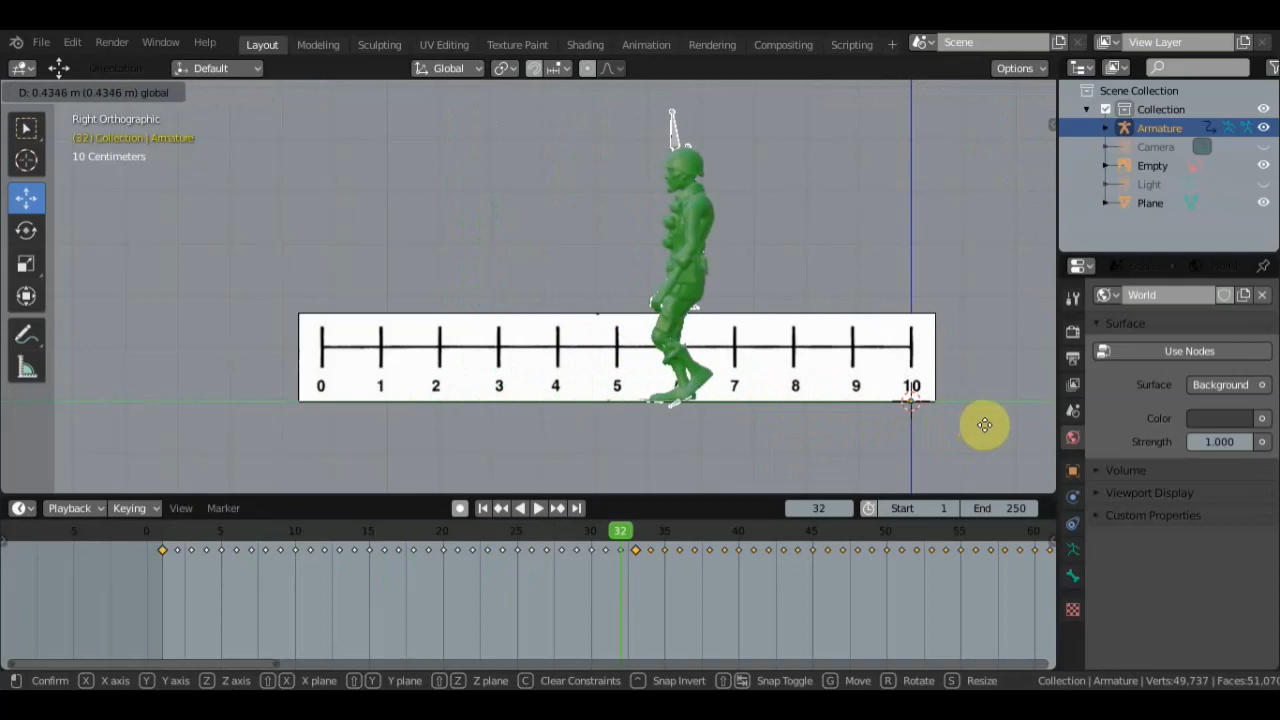 File Edit Render Window Help Layout Modeling Sculpting UV Editing Texture Paint Shading Animation Rendering Compositing Scripting + Scene View Layer
Default Global Options
D: 0.4346 m (0.4346 m) global
Right Orthographic
(32) Collection | Armature
10 Centimeters
0 1 2 3 4 5 7 8 9 10
Scene Collection
Collection
Armature
Camera
Empty
Light
Plane
World
Surface
Use Nodes
Surface Background
Color
Strength 1.000
Volume
Viewport Display
Custom Properties
Playback Keying View Marker 32 Start 1 End 250
0 5 10 15 20 25 30 32 35 40 45 50 55 60
Confirm X X axis Y Y axis Z Z axis X X plane Y Y plane Z Z plane C Clear Constraints ^ Snap Invert Snap Toggle G Move R Rotate S Resize Collection | Armature | Verts:49,737 | Faces:51,070